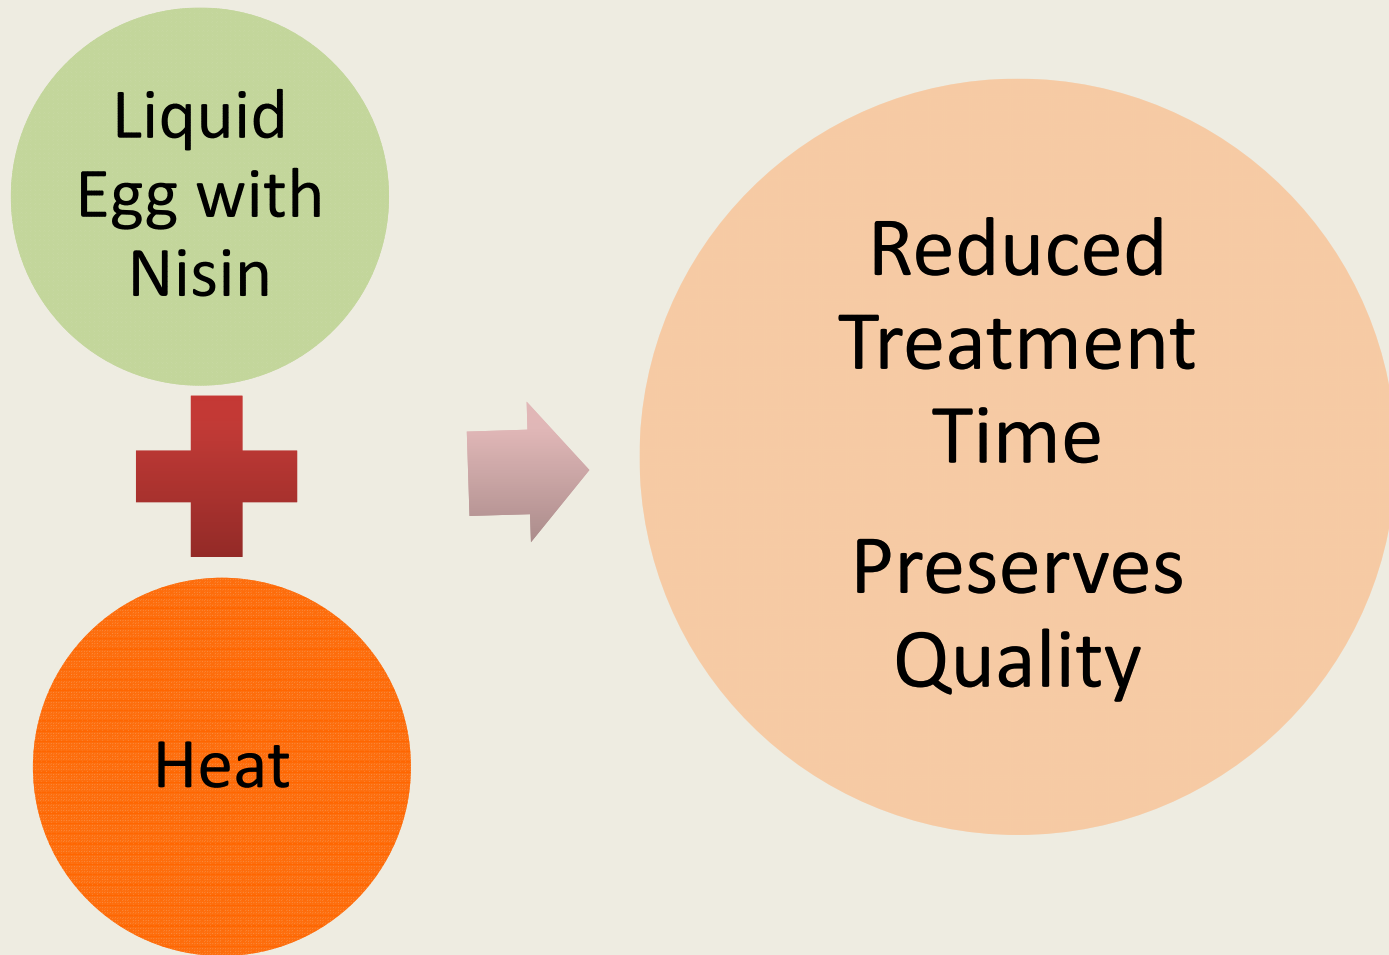 Liquid
Egg with
Nisin
Heat
Reduced
Treatment
Time
Preserves
Quality